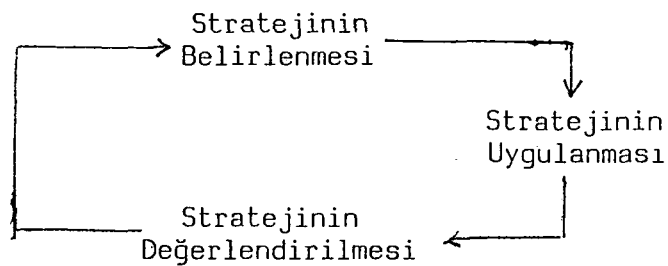 Stratejinin
Belirlenmesi
Stratejinin
Uygulanması
Stratejinin
Değerlendirilmesi